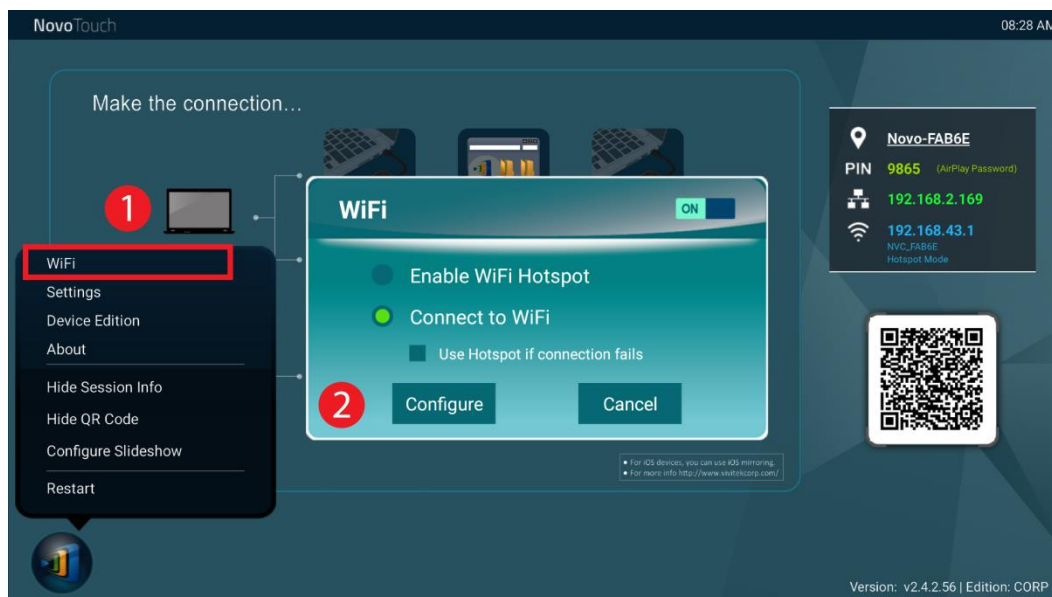 NovoTouch
08:28 AM
Make the connection...
1
WiFi
Settings
Device Edition
About
Hide Session Info
Hide QR Code
Configure Slideshow
Restart
WiFi
ON
Enable WiFi Hotspot
Connect to WiFi
Use Hotspot if connection fails
2
Configure
Cancel
• For iOS devices, you can use iOS mirroring.
• For more info http://www.vivitekcorp.com/
Novo-FAB6E
PIN 9865 (AirPlay Password)
192.168.2.169
192.168.43.1
NVC_FAB6E
Hotspot Mode
Version: v2.4.2.56 | Edition: CORP